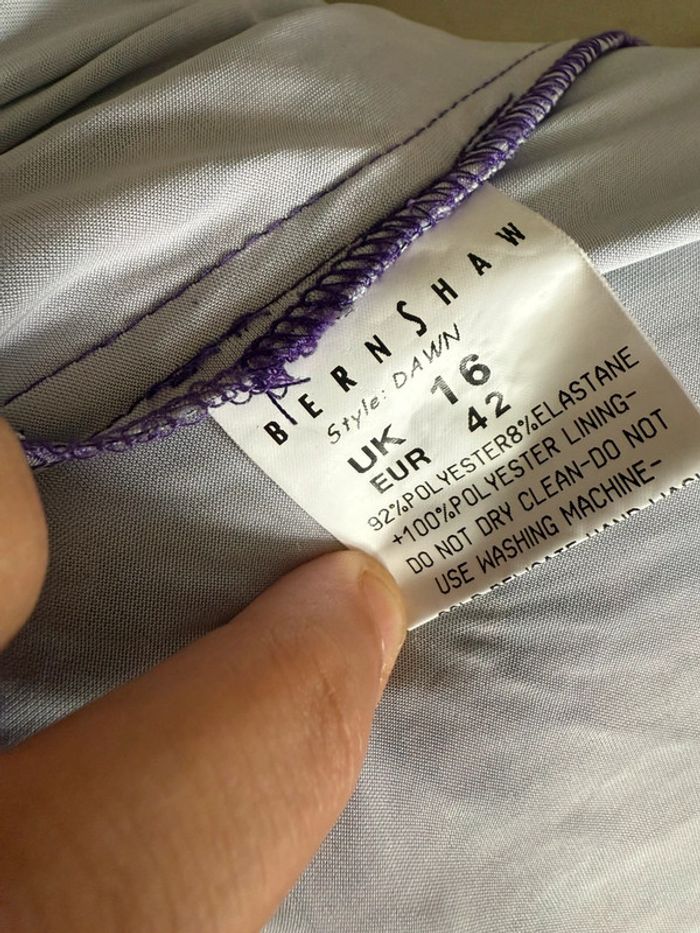 BERNSHAW
Style: DAWN
UK 16
EUR 42
92%POLYESTER8%ELASTANE
+100%POLYESTER LINING-
DO NOT DRY CLEAN-DO NOT
USE WASHING MACHINE-